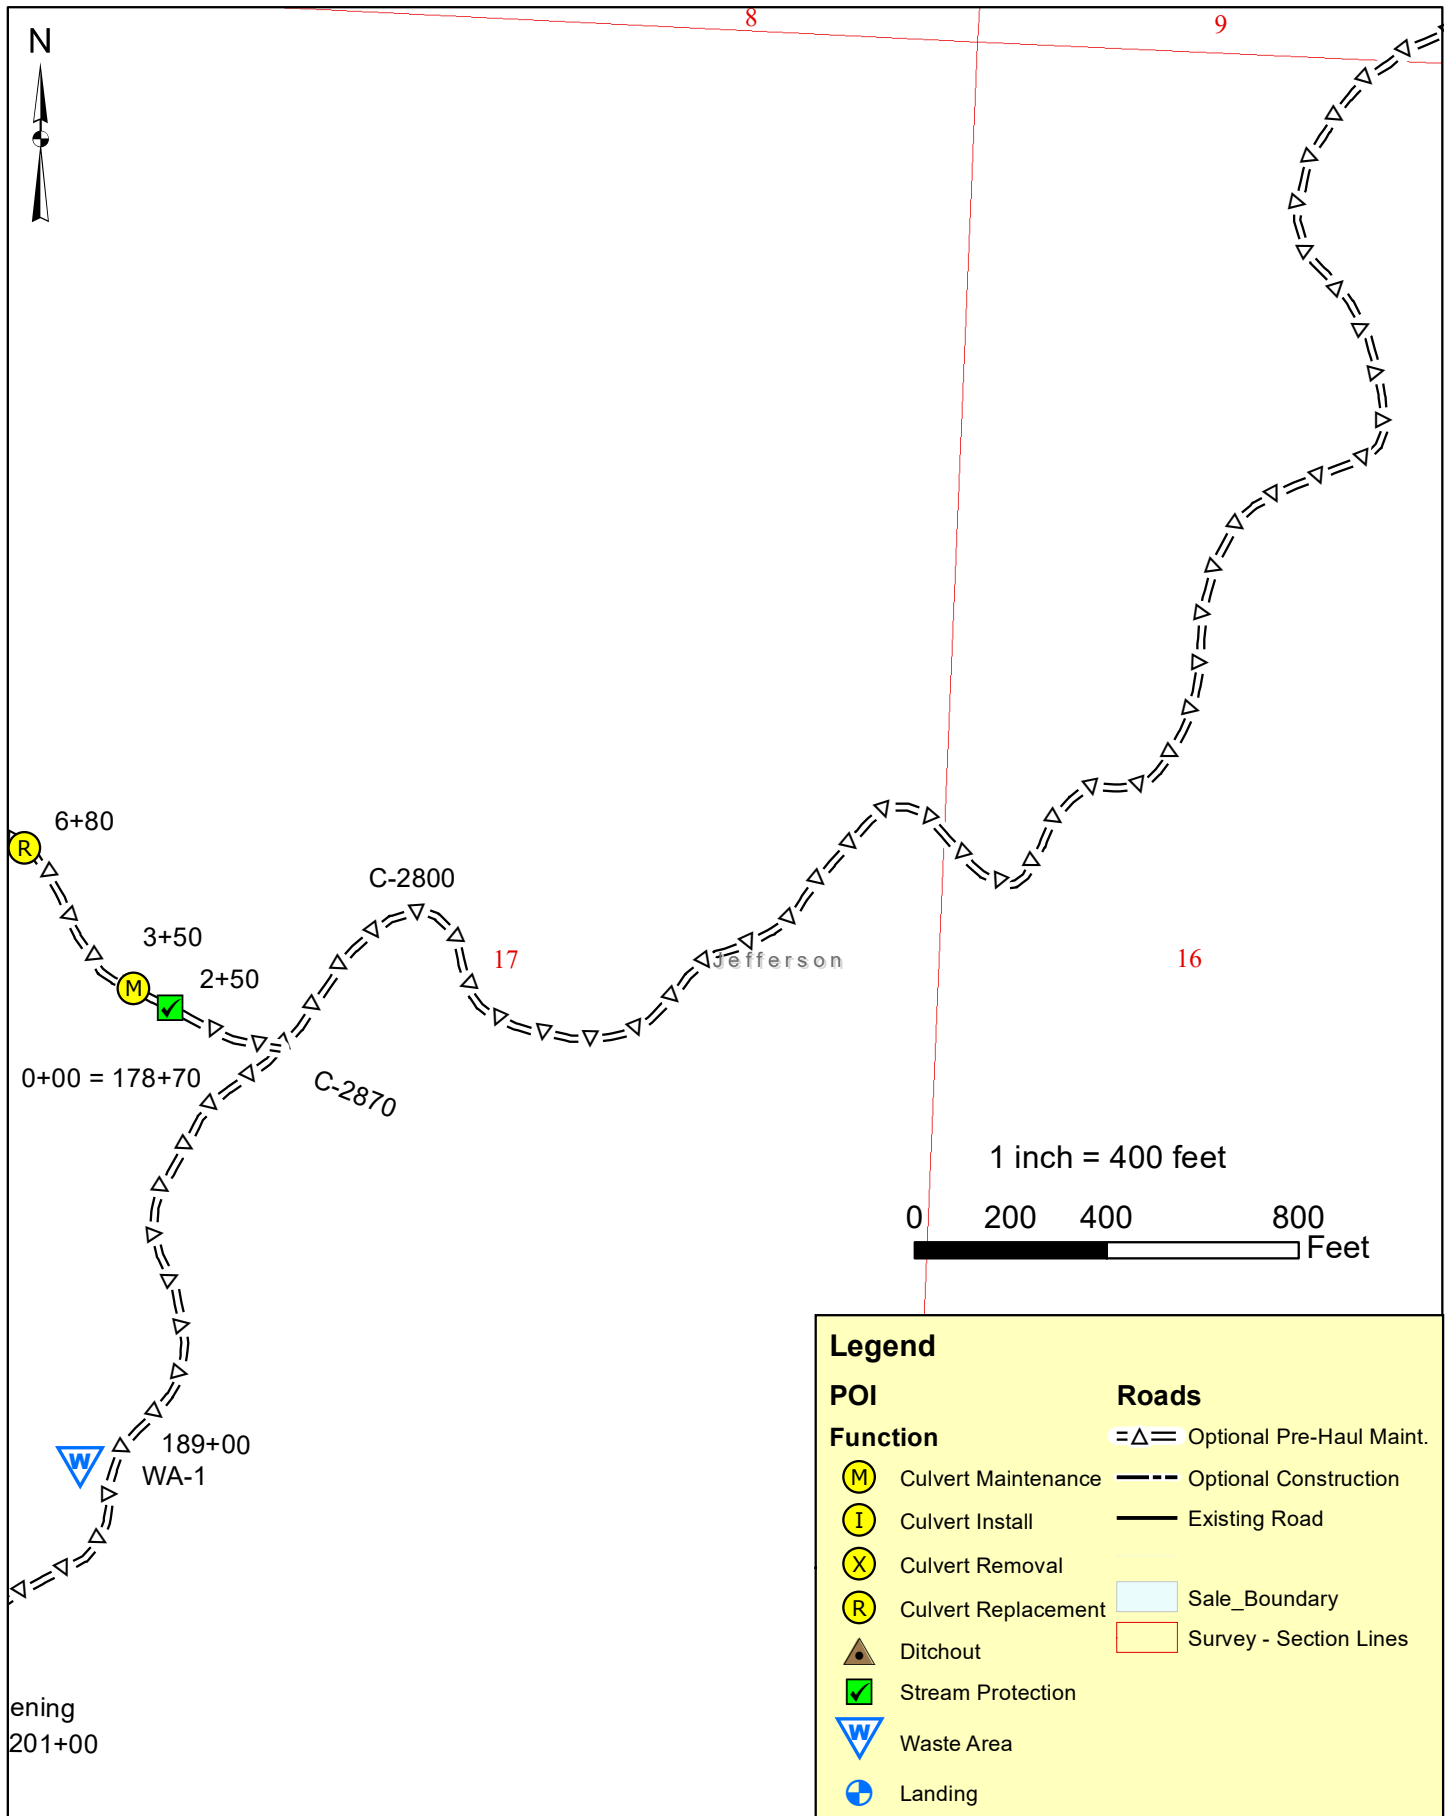 8
9
N
6+80
C-2800
3+50
17
Jefferson
16
2+50
0+00 = 178+70
C-2870
1 inch = 400 feet
0 200 400 800
Feet
189+00
WA-1
ening
201+00
Legend
POI
Function
M Culvert Maintenance
I Culvert Install
X Culvert Removal
R Culvert Replacement
Ditchout
Stream Protection
W Waste Area
Landing
Roads
Optional Pre-Haul Maint.
Optional Construction
Existing Road
Sale_Boundary
Survey - Section Lines
R
M
W